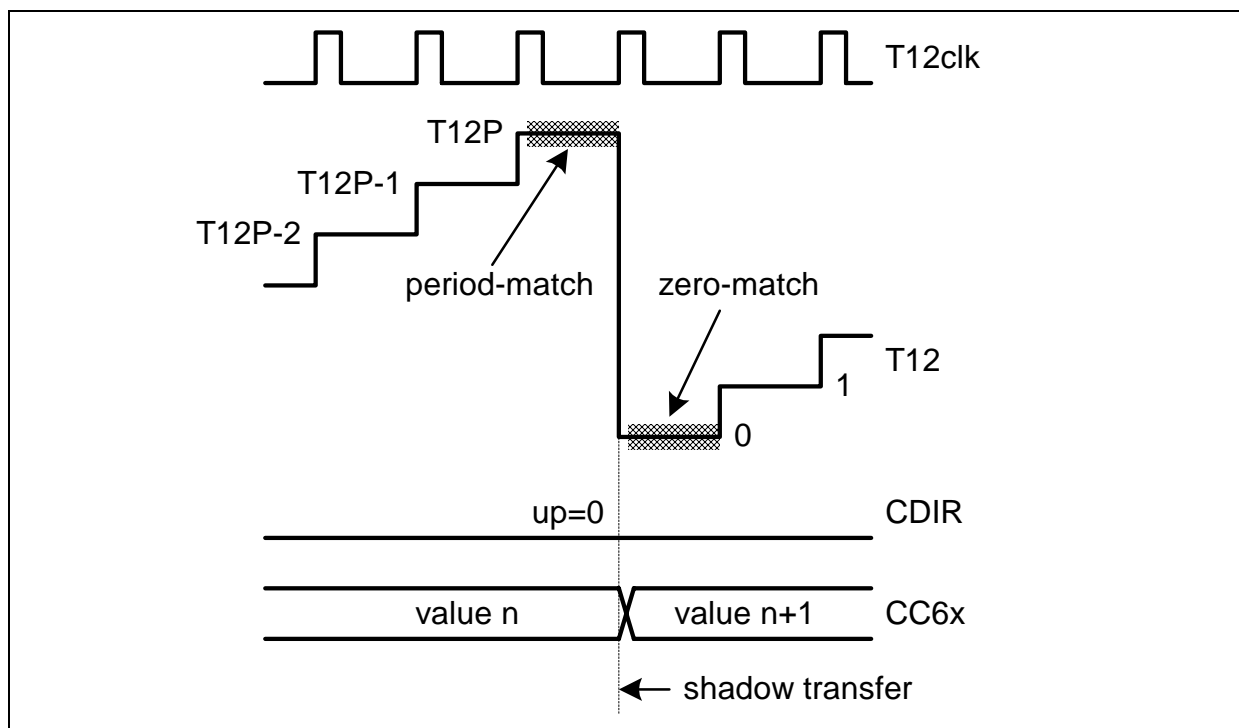 T12clk
T12P
T12P-1
T12P-2
period-match
zero-match
T12
1
0
up=0
CDIR
value n
value n+1
CC6x
shadow transfer